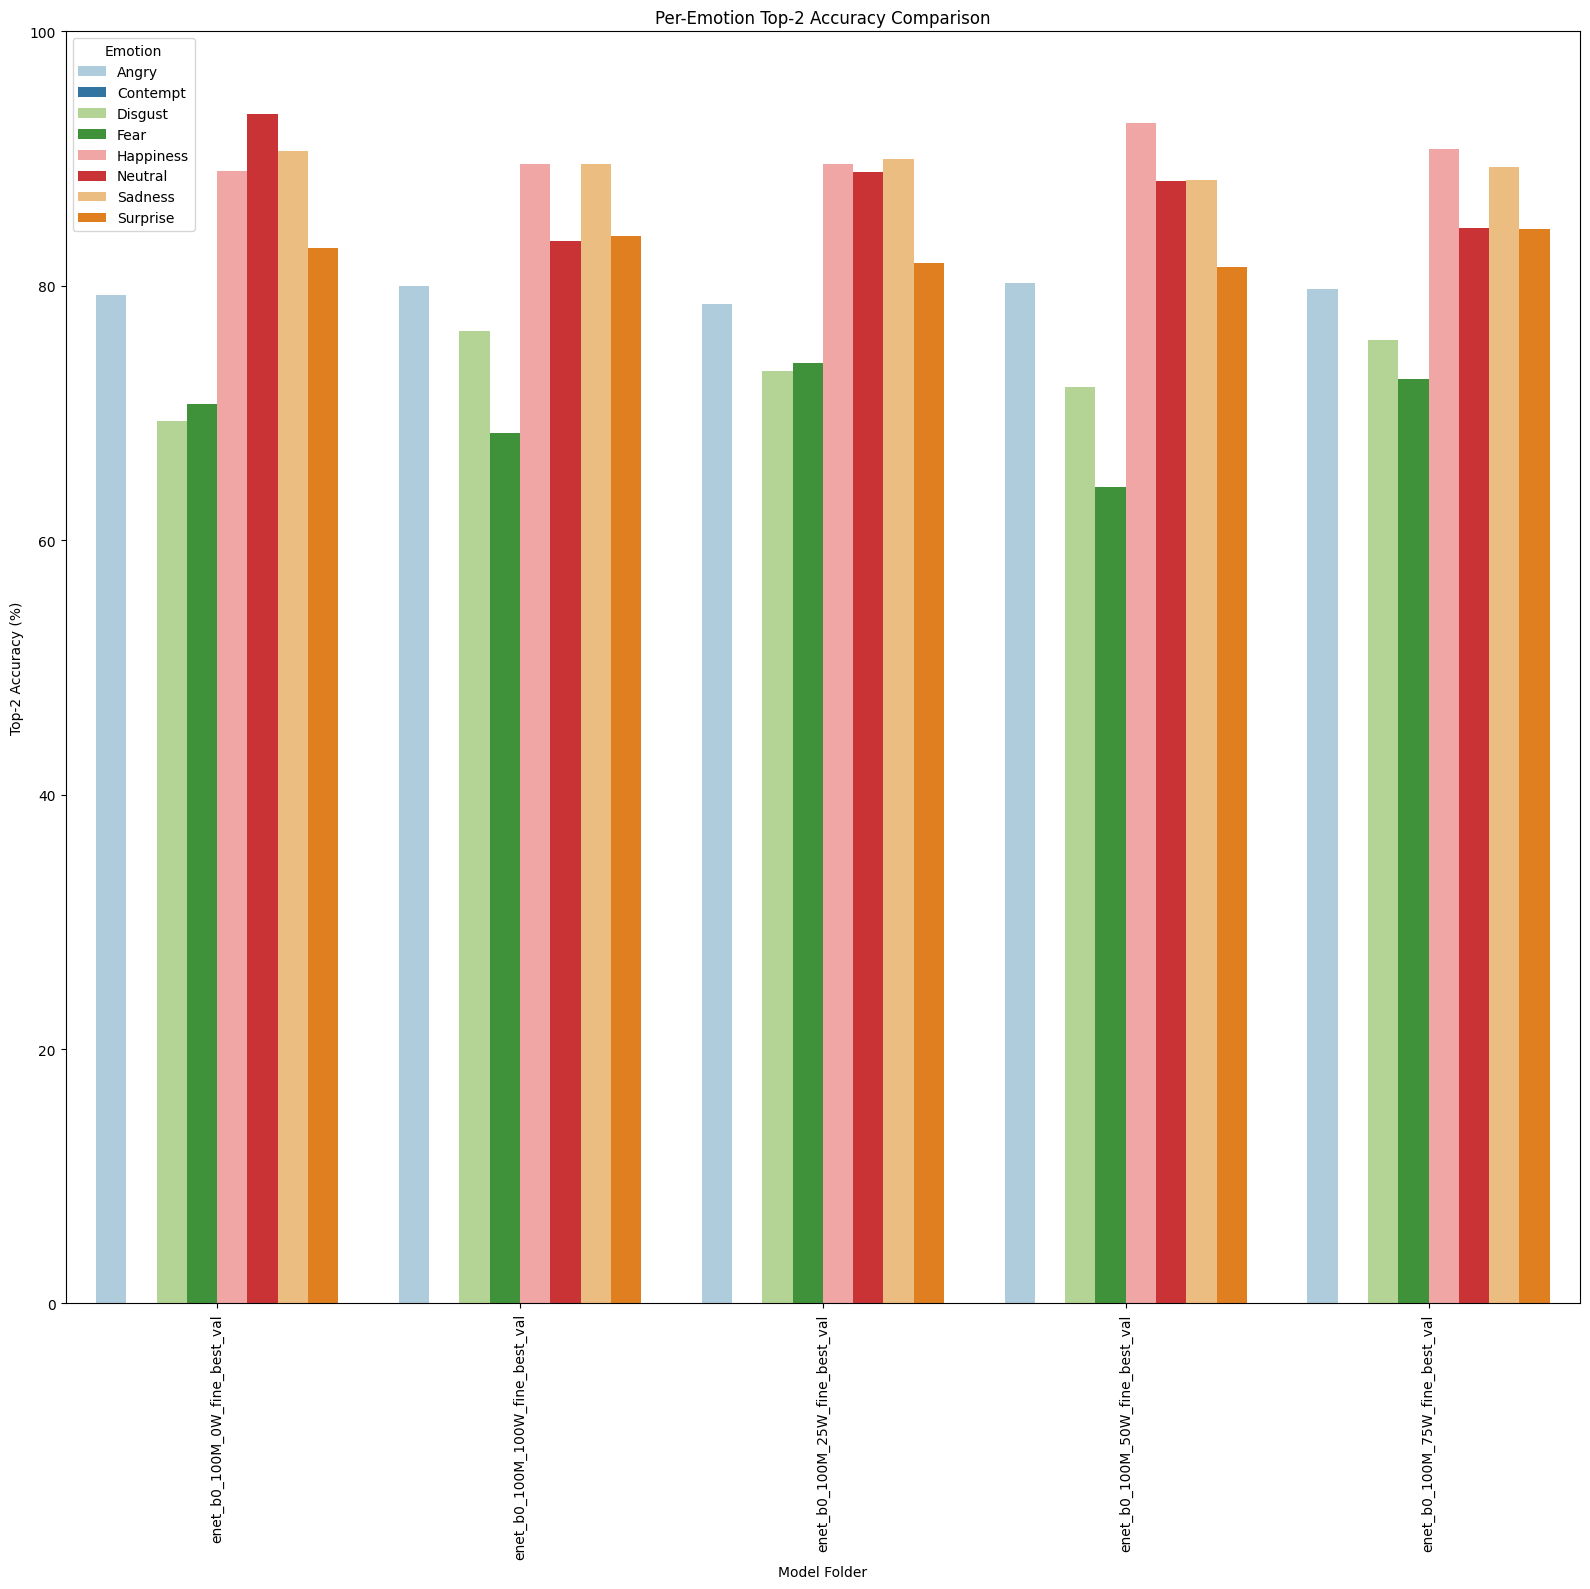 Per-Emotion Top-2 Accuracy Comparison
Emotion
Angry
Contempt
Disgust
Fear
Happiness
Neutral
Sadness
Surprise
100
80
60
40
20
0
Top-2 Accuracy (%)
enet_b0_100M_0W_fine_best_val
enet_b0_100M_100W_fine_best_val
enet_b0_100M_25W_fine_best_val
enet_b0_100M_50W_fine_best_val
enet_b0_100M_75W_fine_best_val
Model Folder